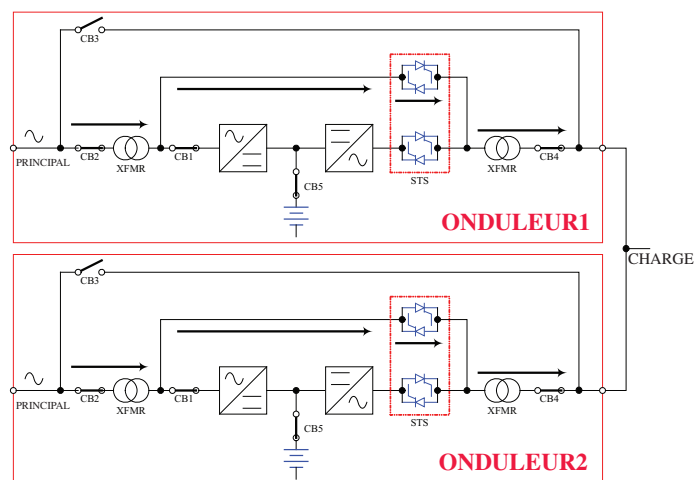 CB3
PRINCIPAL
CB2
XFMR
CB1
CB5
STS
XFMR
CB4
ONDULEUR1
CHARGE
CB3
PRINCIPAL
CB2
XFMR
CB1
CB5
STS
XFMR
CB4
ONDULEUR2